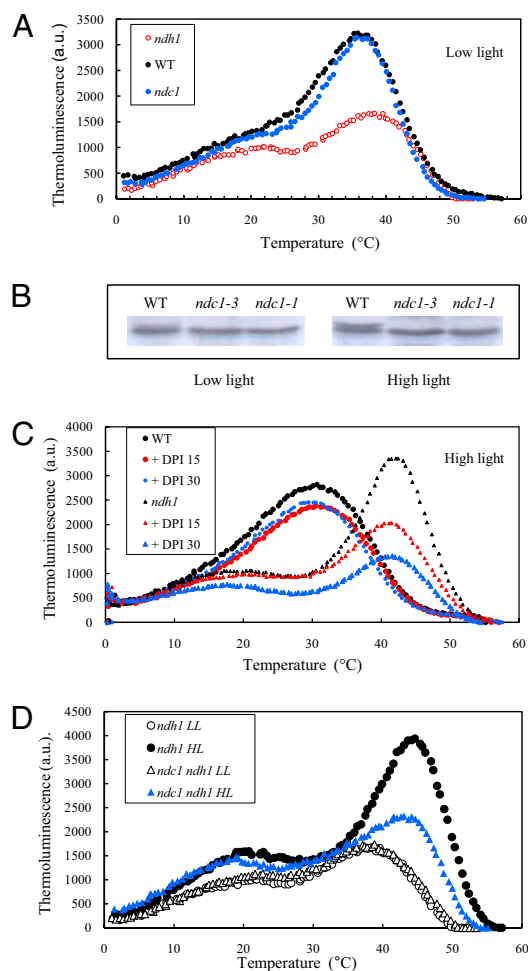 A
Thermoluminescence (a.u.)
3500
3000
2500
2000
1500
1000
500
0
ndh1
WT
ndc1
Low light
0 10 20 30 40 50 60
Temperature (°C)
B
WT ndc1-3 ndc1-1 WT ndc1-3 ndc1-1
Low light High light
C
Thermoluminescence (a.u.)
4000
3500
3000
2500
2000
1500
1000
500
0
WT
+ DPI 15
+ DPI 30
ndh1
+ DPI 15
+ DPI 30
High light
0 10 20 30 40 50 60
Temperature (°C)
D
Thermoluminescence (a.u.).
4500
4000
3500
3000
2500
2000
1500
1000
500
0
ndh1 LL
ndh1 HL
ndc1 ndh1 LL
ndc1 ndh1 HL
0 10 20 30 40 50 60
Temperature (°C)